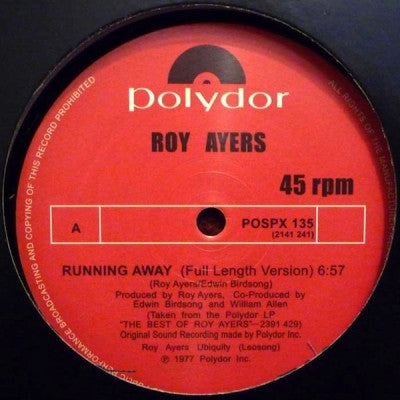 polydor
ROY AYERS
45 rpm
A
POSPX 135
(2141 241)
RUNNING AWAY (Full Length Version) 6:57
(Roy Ayers/Edwin Birdsong)
Produced by Roy Ayers, Co-Produced by
Edwin Birdsong and William Allen
(Taken from the Polydor LP
"THE BEST OF ROY AYERS"—2391 429)
Original Sound Recording made by Polydor Inc.
Roy Ayers Ubiquity (Leosong)
℗ 1977 Polydor Inc.
PERFORMANCE BROADCASTING AND COPYING OF THIS RECORD PROHIBITED
ALL RIGHTS OF THE